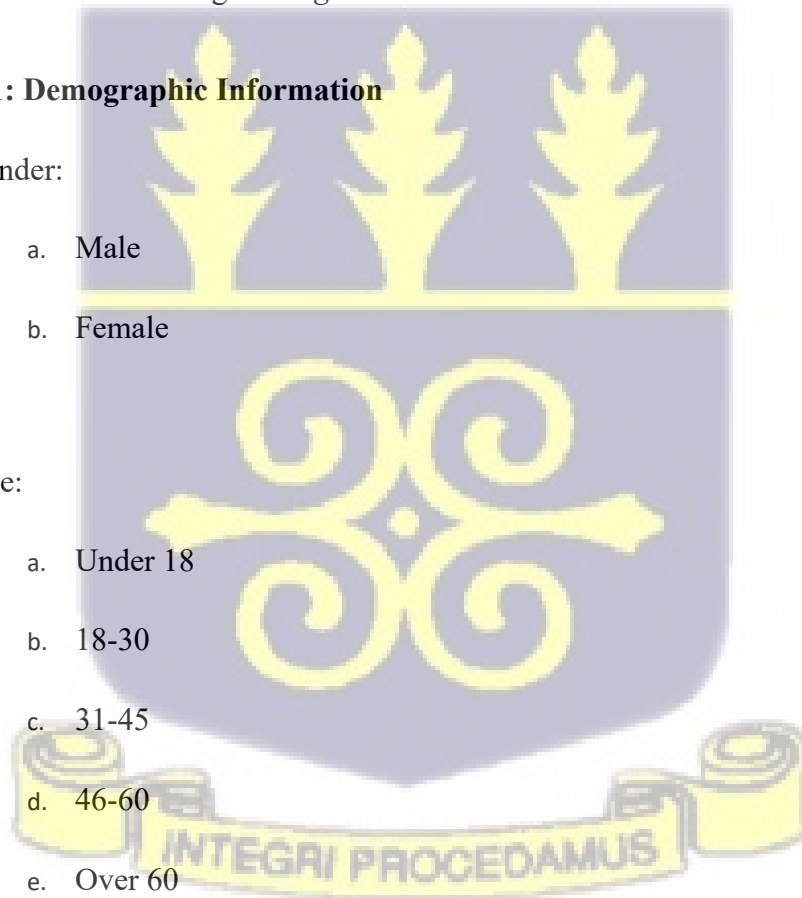 : Demographic Information
nder:
a. Male
b. Female
e:
a. Under 18
b. 18-30
c. 31-45
d. 46-60
INTEGRI PROCEDAMUS
e. Over 60